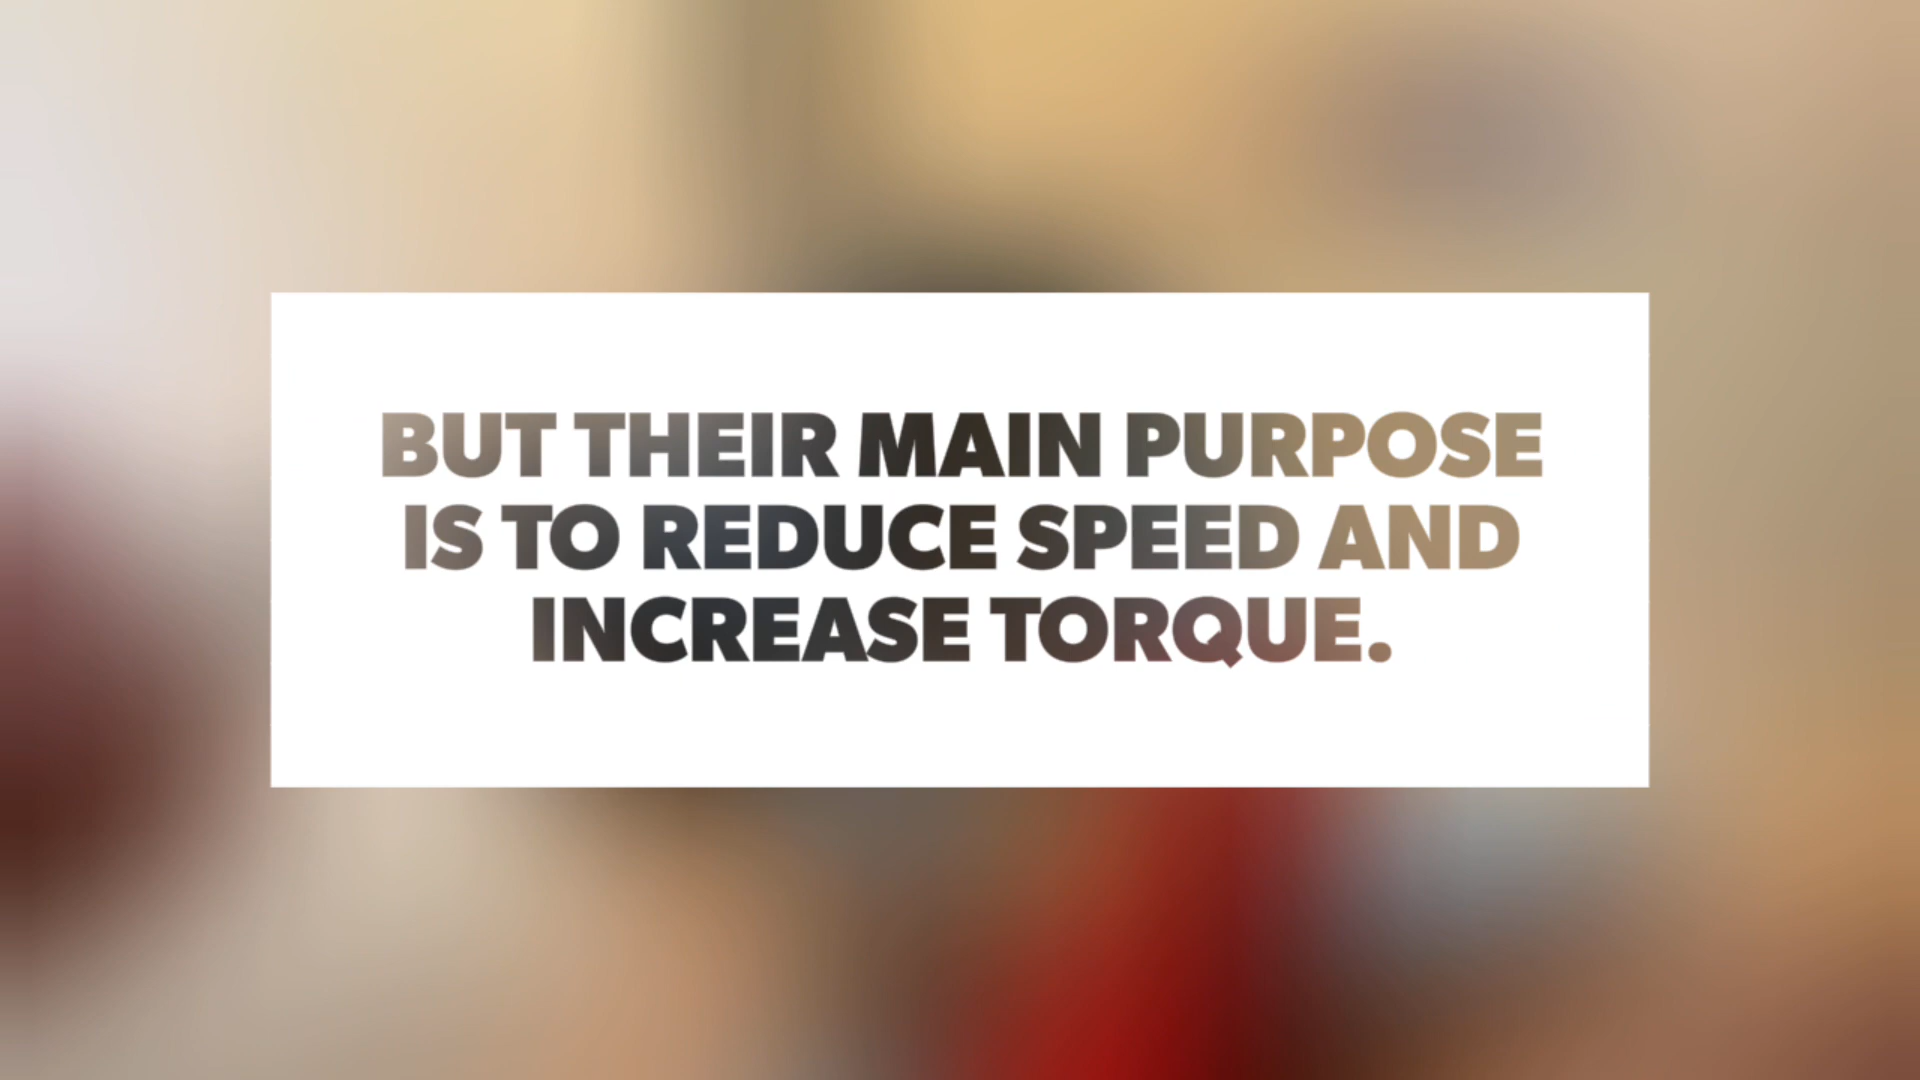 BUT THEIR MAIN PURPOSE
IS TO REDUCE SPEED AND
INCREASE TORQUE.